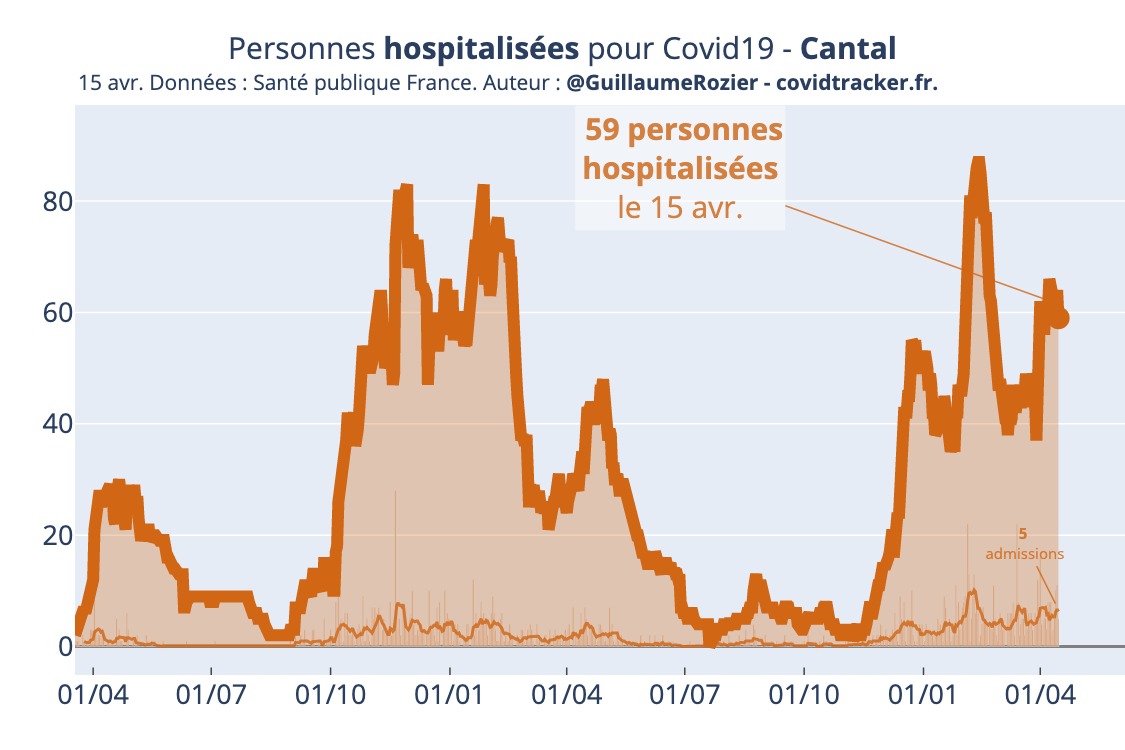 Personnes hospitalisées pour Covid19 - Cantal
15 avr. Données : Santé publique France. Auteur : @GuillaumeRozier - covidtracker.fr.
59 personnes
hospitalisées
le 15 avr.
80
60
40
20
0
5
admissions
01/04 01/07 01/10 01/01 01/04 01/07 01/10 01/01 01/04